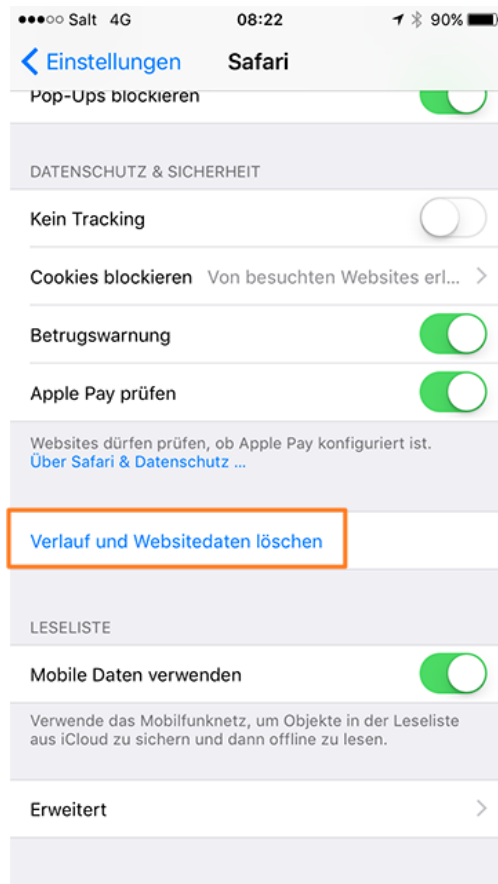 Salt 4G 08:22 90%
Einstellungen Safari
Pop-Ups blockieren
DATENSCHUTZ & SICHERHEIT
Kein Tracking
Cookies blockieren Von besuchten Websites erl...
Betrugswarnung
Apple Pay prüfen
Websites dürfen prüfen, ob Apple Pay konfiguriert ist.
Über Safari & Datenschutz ...
Verlauf und Websitedaten löschen
LESELISTE
Mobile Daten verwenden
Verwende das Mobilfunknetz, um Objekte in der Leseliste
aus iCloud zu sichern und dann offline zu lesen.
Erweitert